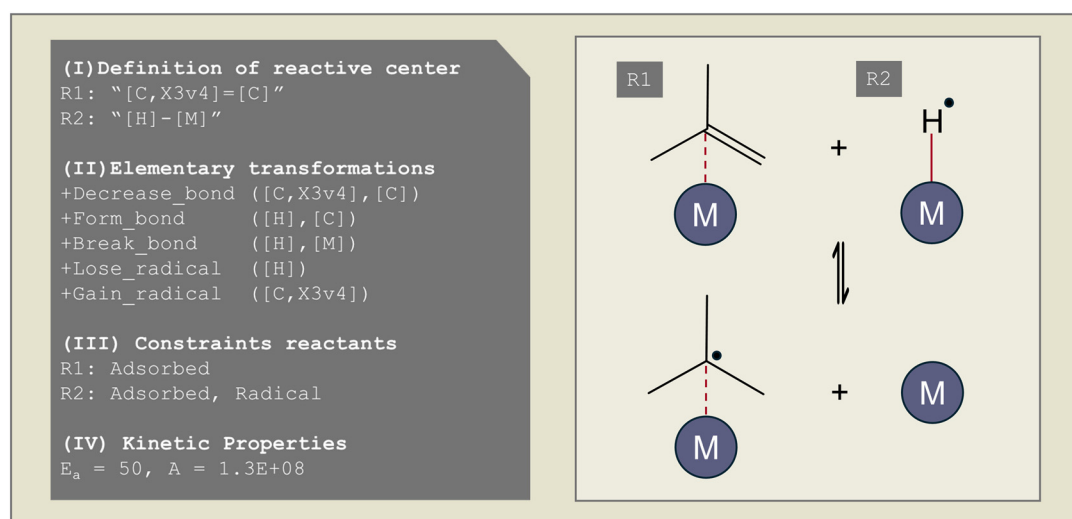 (I)Definition of reactive center
R1: “[C,X3v4]=[C]”
R2: “[H]-[M]”
(II)Elementary transformations
+Decrease_bond ([C,X3v4],[C])
+Form_bond ([H],[C])
+Break_bond ([H],[M])
+Lose_radical ([H])
+Gain_radical ([C,X3v4])
(III) Constraints reactants
R1: Adsorbed
R2: Adsorbed, Radical
(IV) Kinetic Properties
Ea = 50, A = 1.3E+08
R1 R2
H
+
M M
+
M M